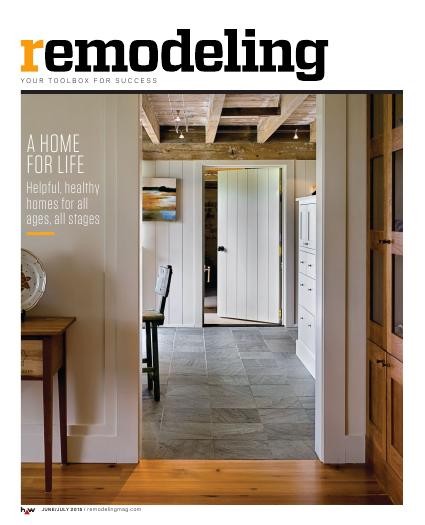 remodeling
YOUR TOOLBOX FOR SUCCESS
A HOME
FOR LIFE
Helpful, healthy
homes for all
ages, all stages
hw JUNE/JULY 2015 / remodelingmag.com